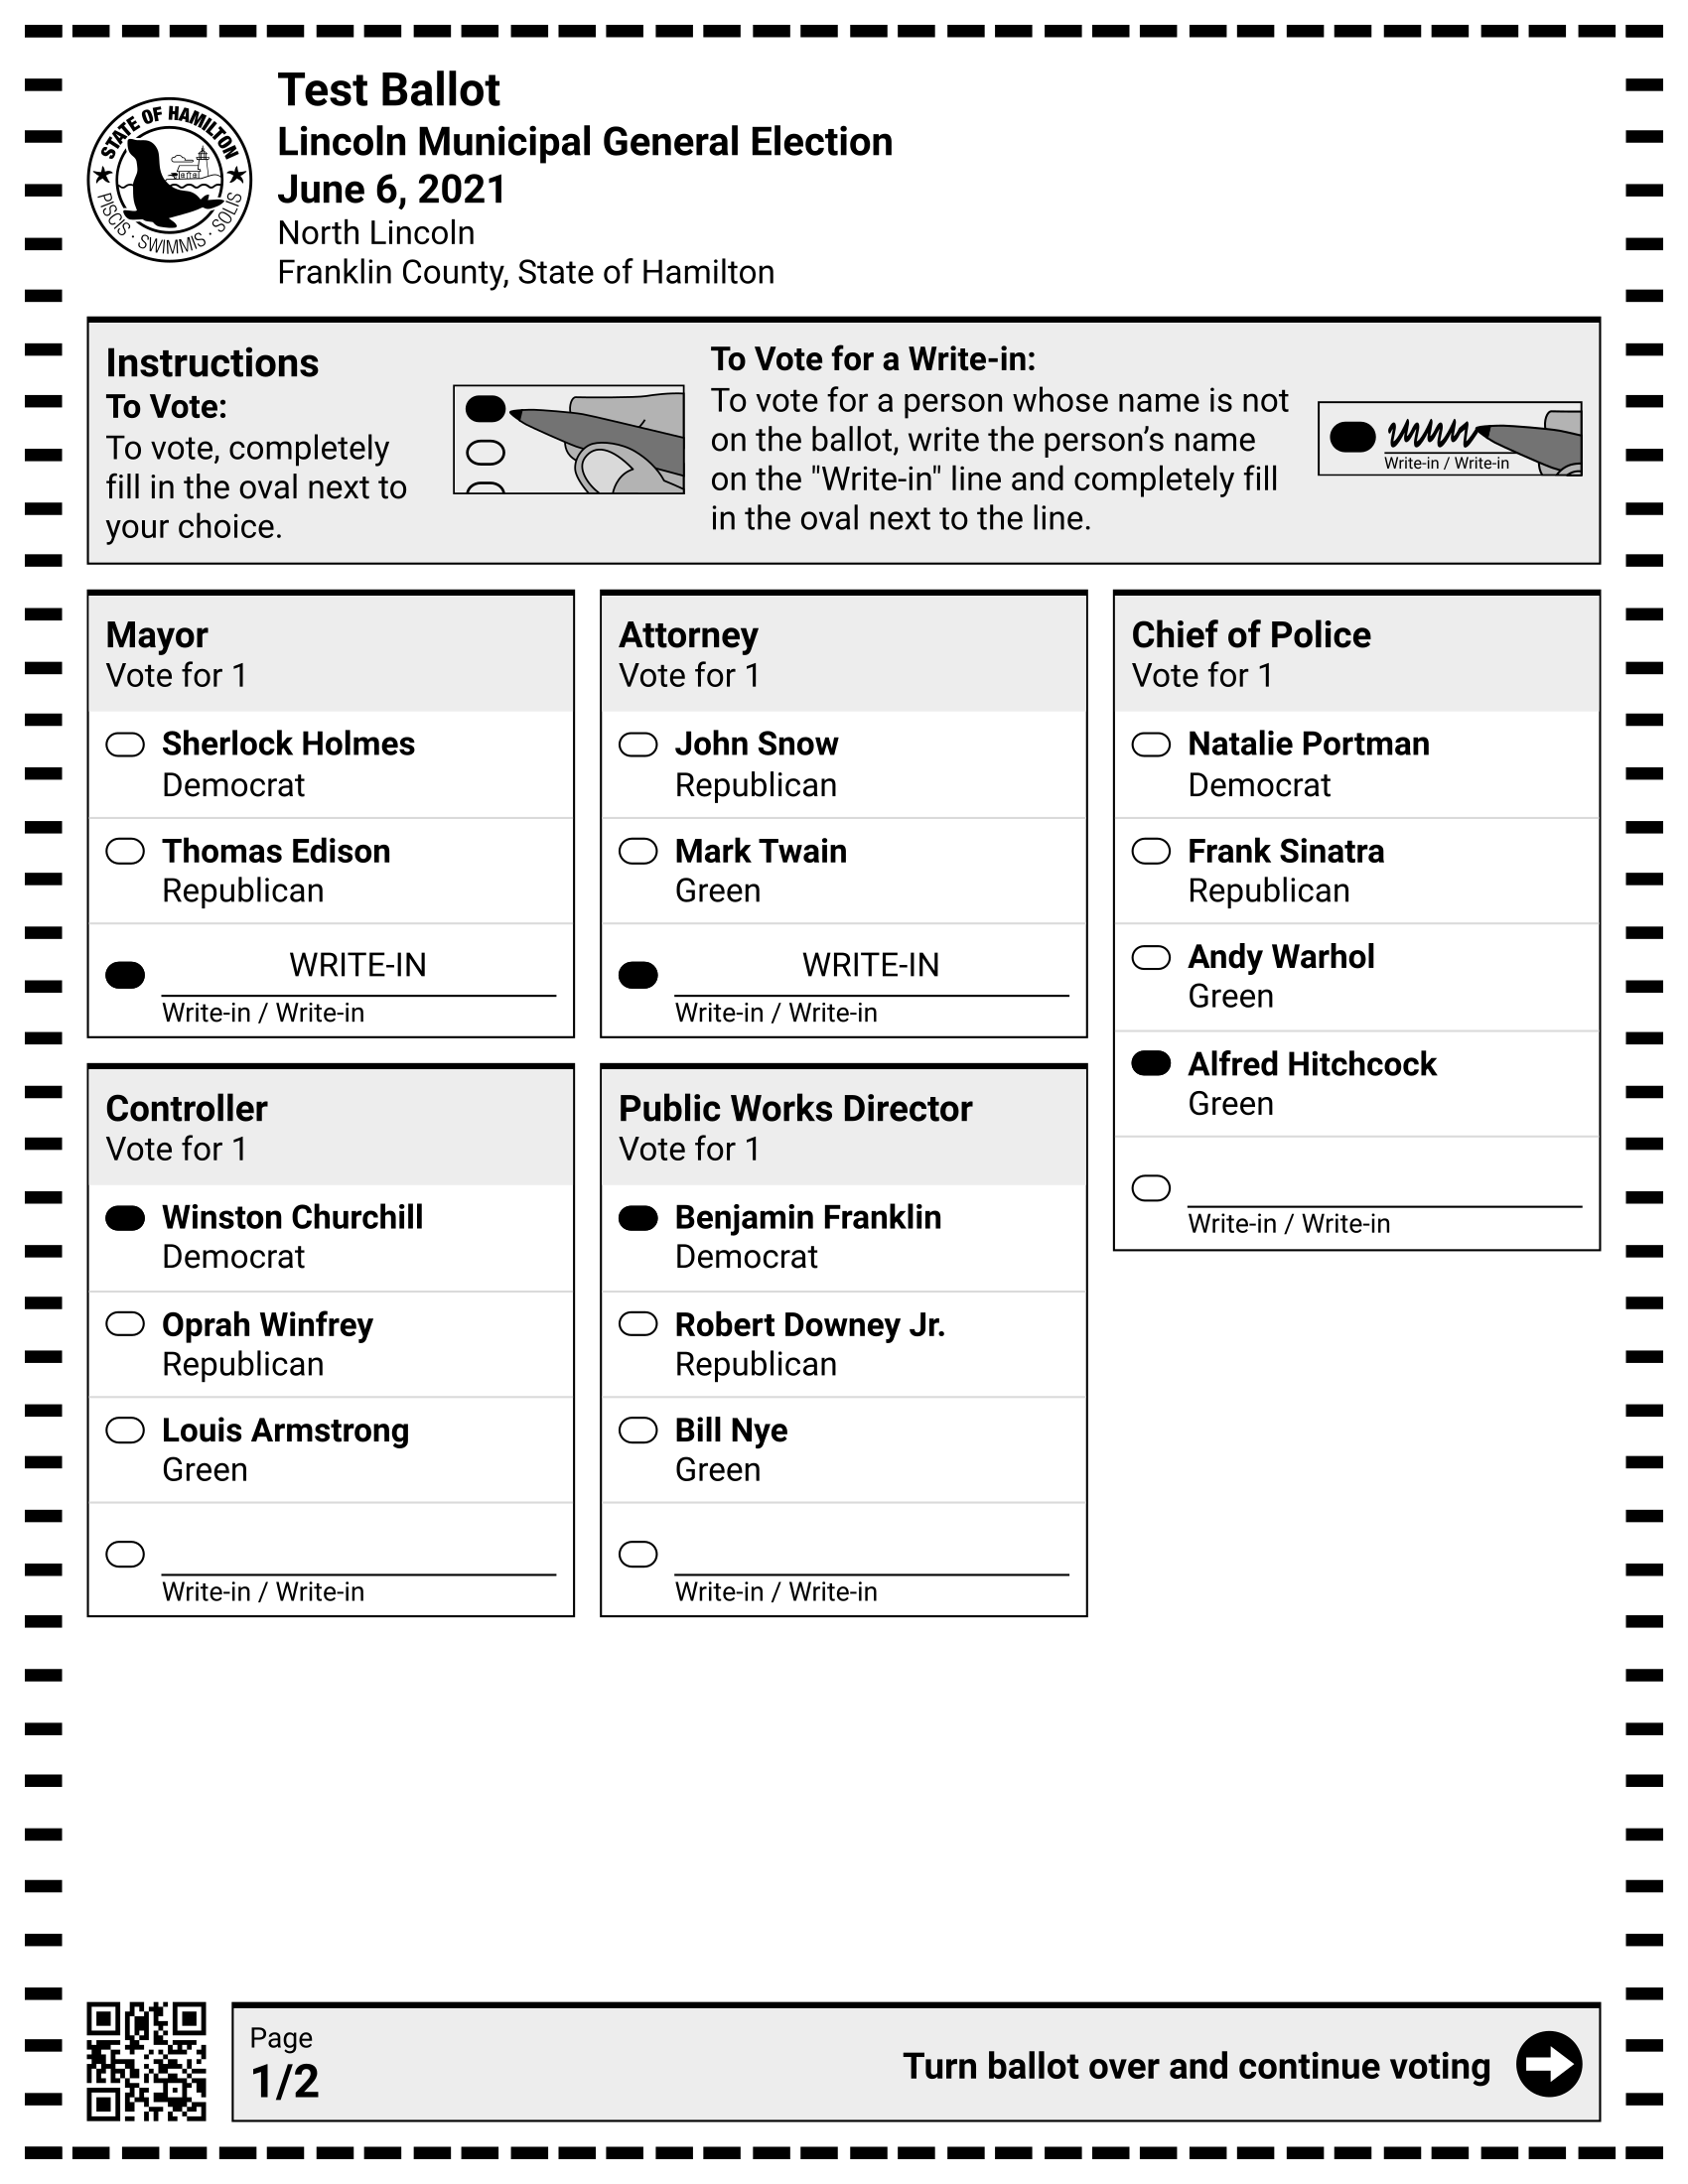 STATE OF HAMILTON
PISCIS · SWIMMIS · SOLIS
Test Ballot
Lincoln Municipal General Election
June 6, 2021
North Lincoln
Franklin County, State of Hamilton
Instructions
To Vote:
To vote, completely
fill in the oval next to
your choice.
To Vote for a Write-in:
To vote for a person whose name is not
on the ballot, write the person’s name
on the "Write-in" line and completely fill
in the oval next to the line.
Write-in / Write-in
Mayor
Vote for 1
Sherlock Holmes
Democrat
Thomas Edison
Republican
WRITE-IN
Write-in / Write-in
Controller
Vote for 1
Winston Churchill
Democrat
Oprah Winfrey
Republican
Louis Armstrong
Green
Write-in / Write-in
Attorney
Vote for 1
John Snow
Republican
Mark Twain
Green
WRITE-IN
Write-in / Write-in
Public Works Director
Vote for 1
Benjamin Franklin
Democrat
Robert Downey Jr.
Republican
Bill Nye
Green
Write-in / Write-in
Chief of Police
Vote for 1
Natalie Portman
Democrat
Frank Sinatra
Republican
Andy Warhol
Green
Alfred Hitchcock
Green
Write-in / Write-in
Page
1/2
Turn ballot over and continue voting